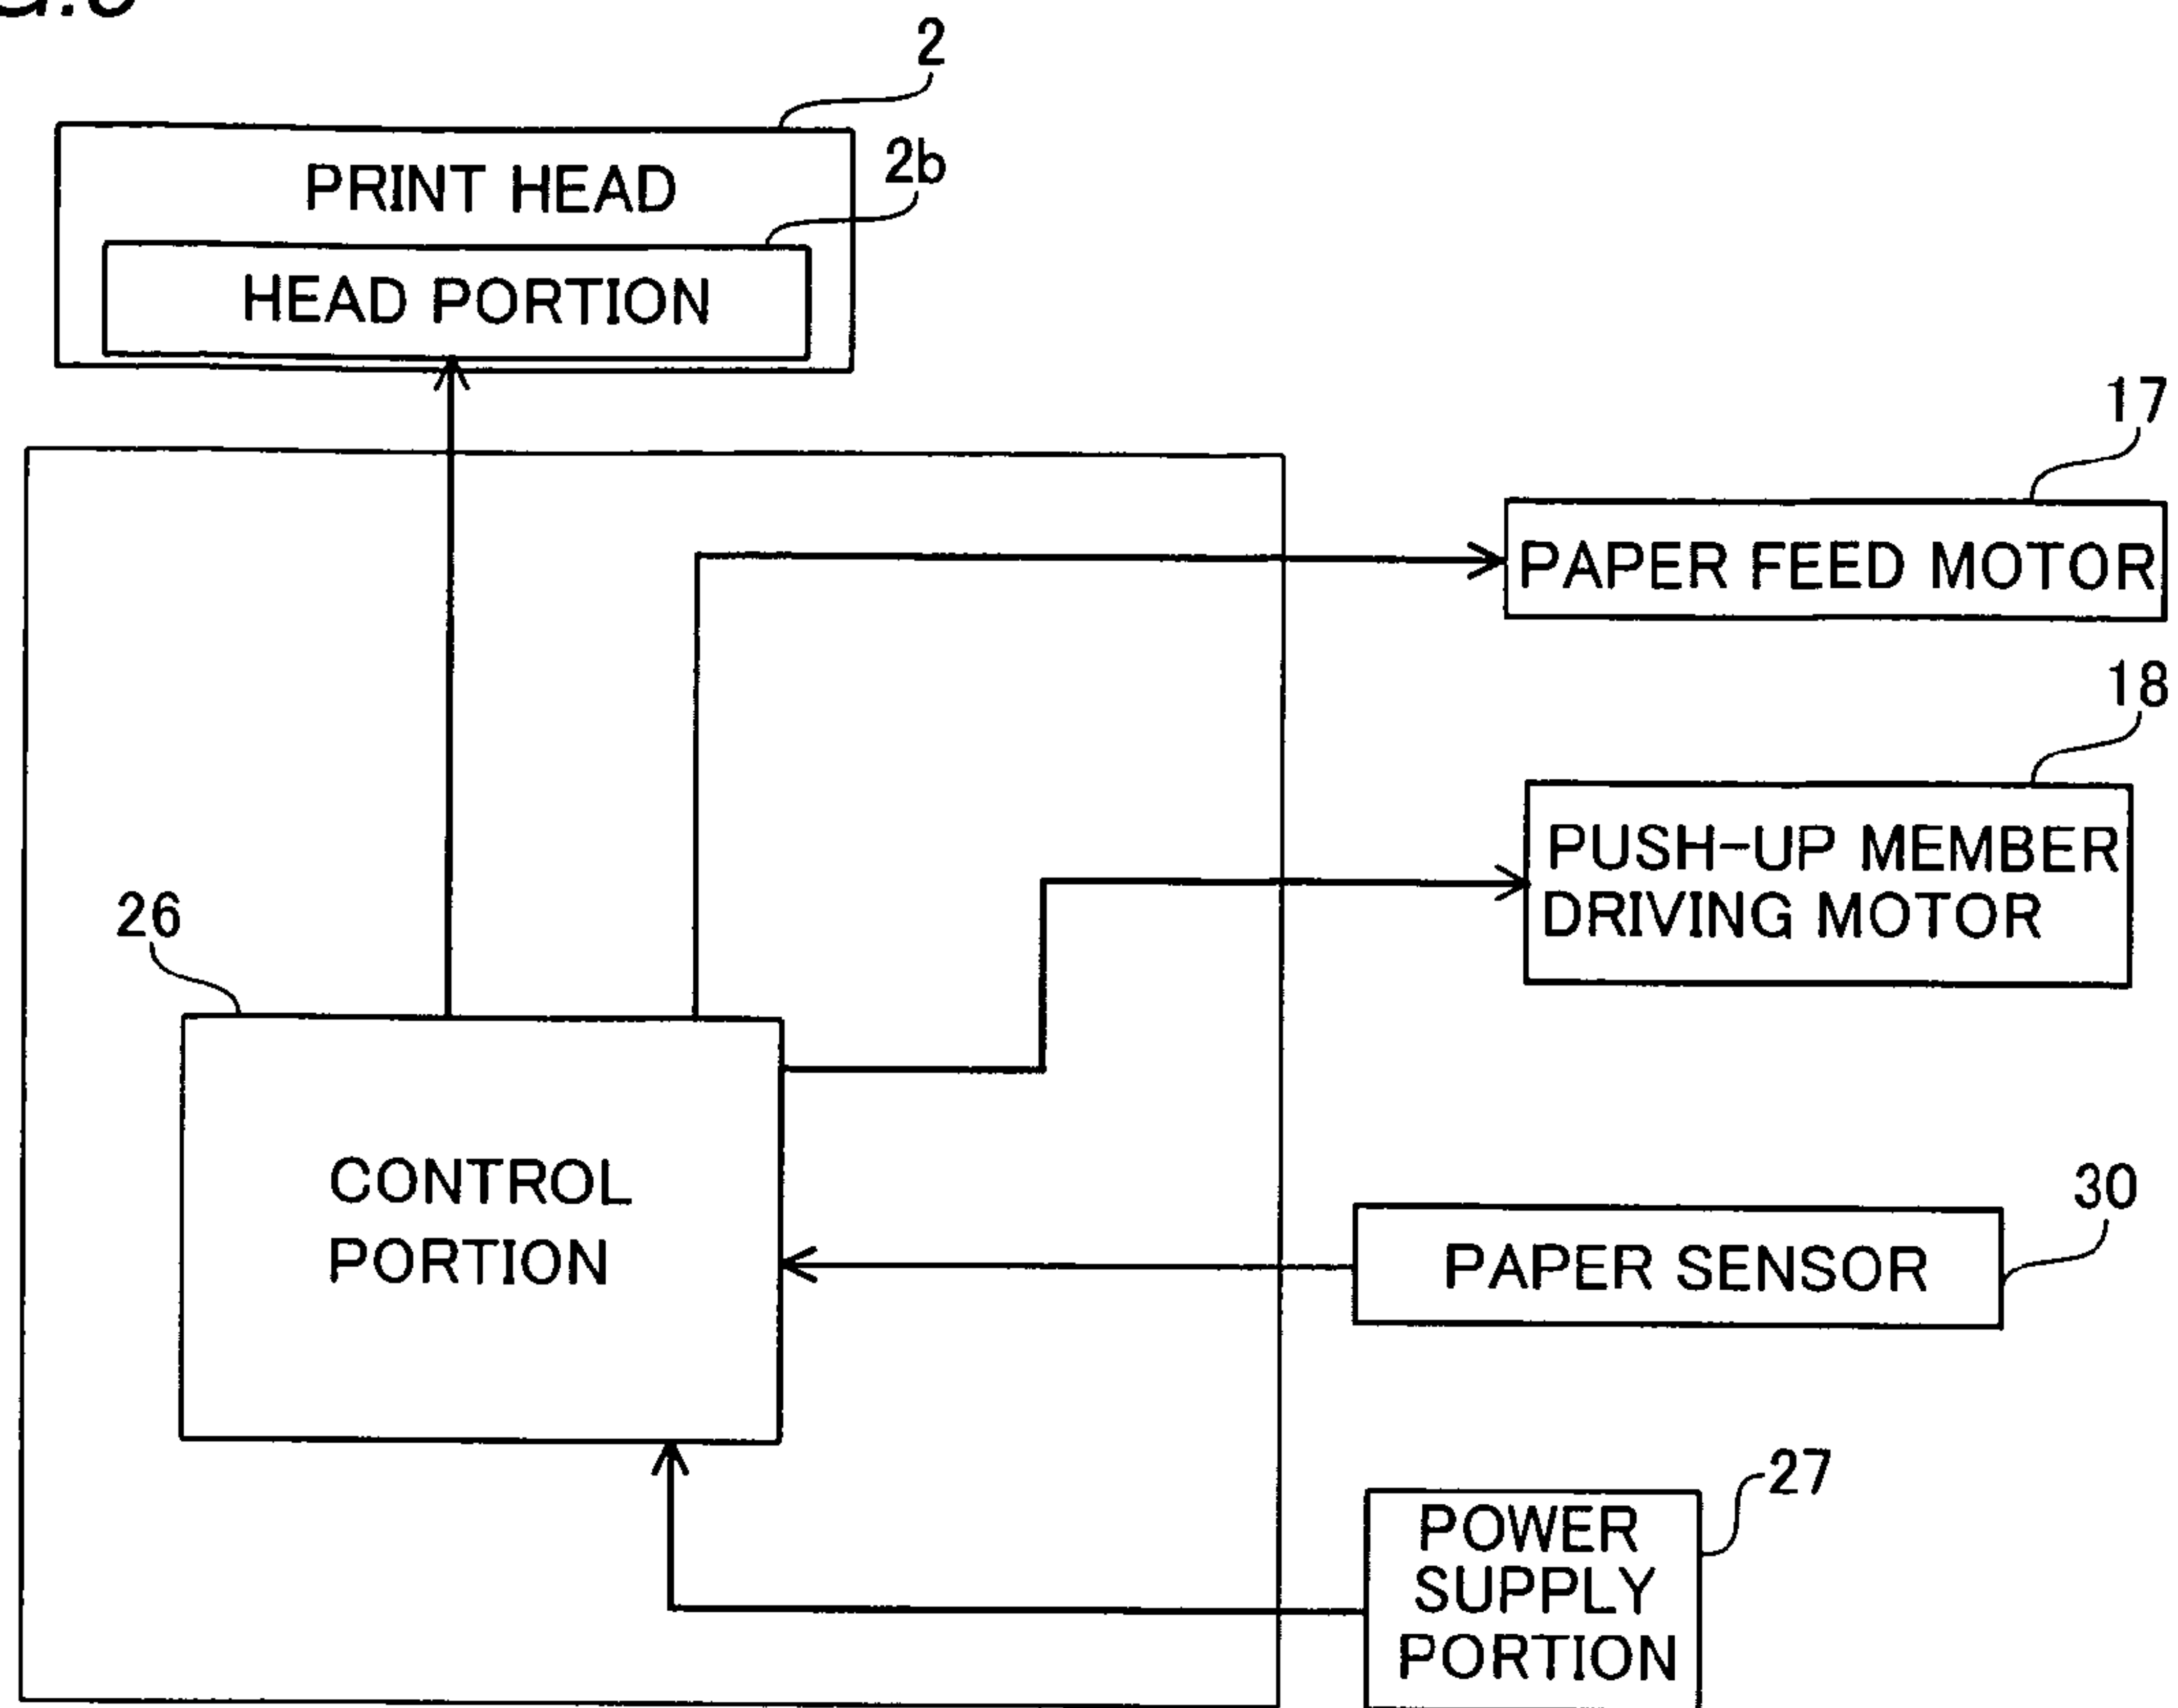 2
PRINT HEAD
2b
HEAD PORTION
17
PAPER FEED MOTOR
18
PUSH-UP MEMBER
DRIVING MOTOR
26
CONTROL
PORTION
30
PAPER SENSOR
27
POWER
SUPPLY
PORTION